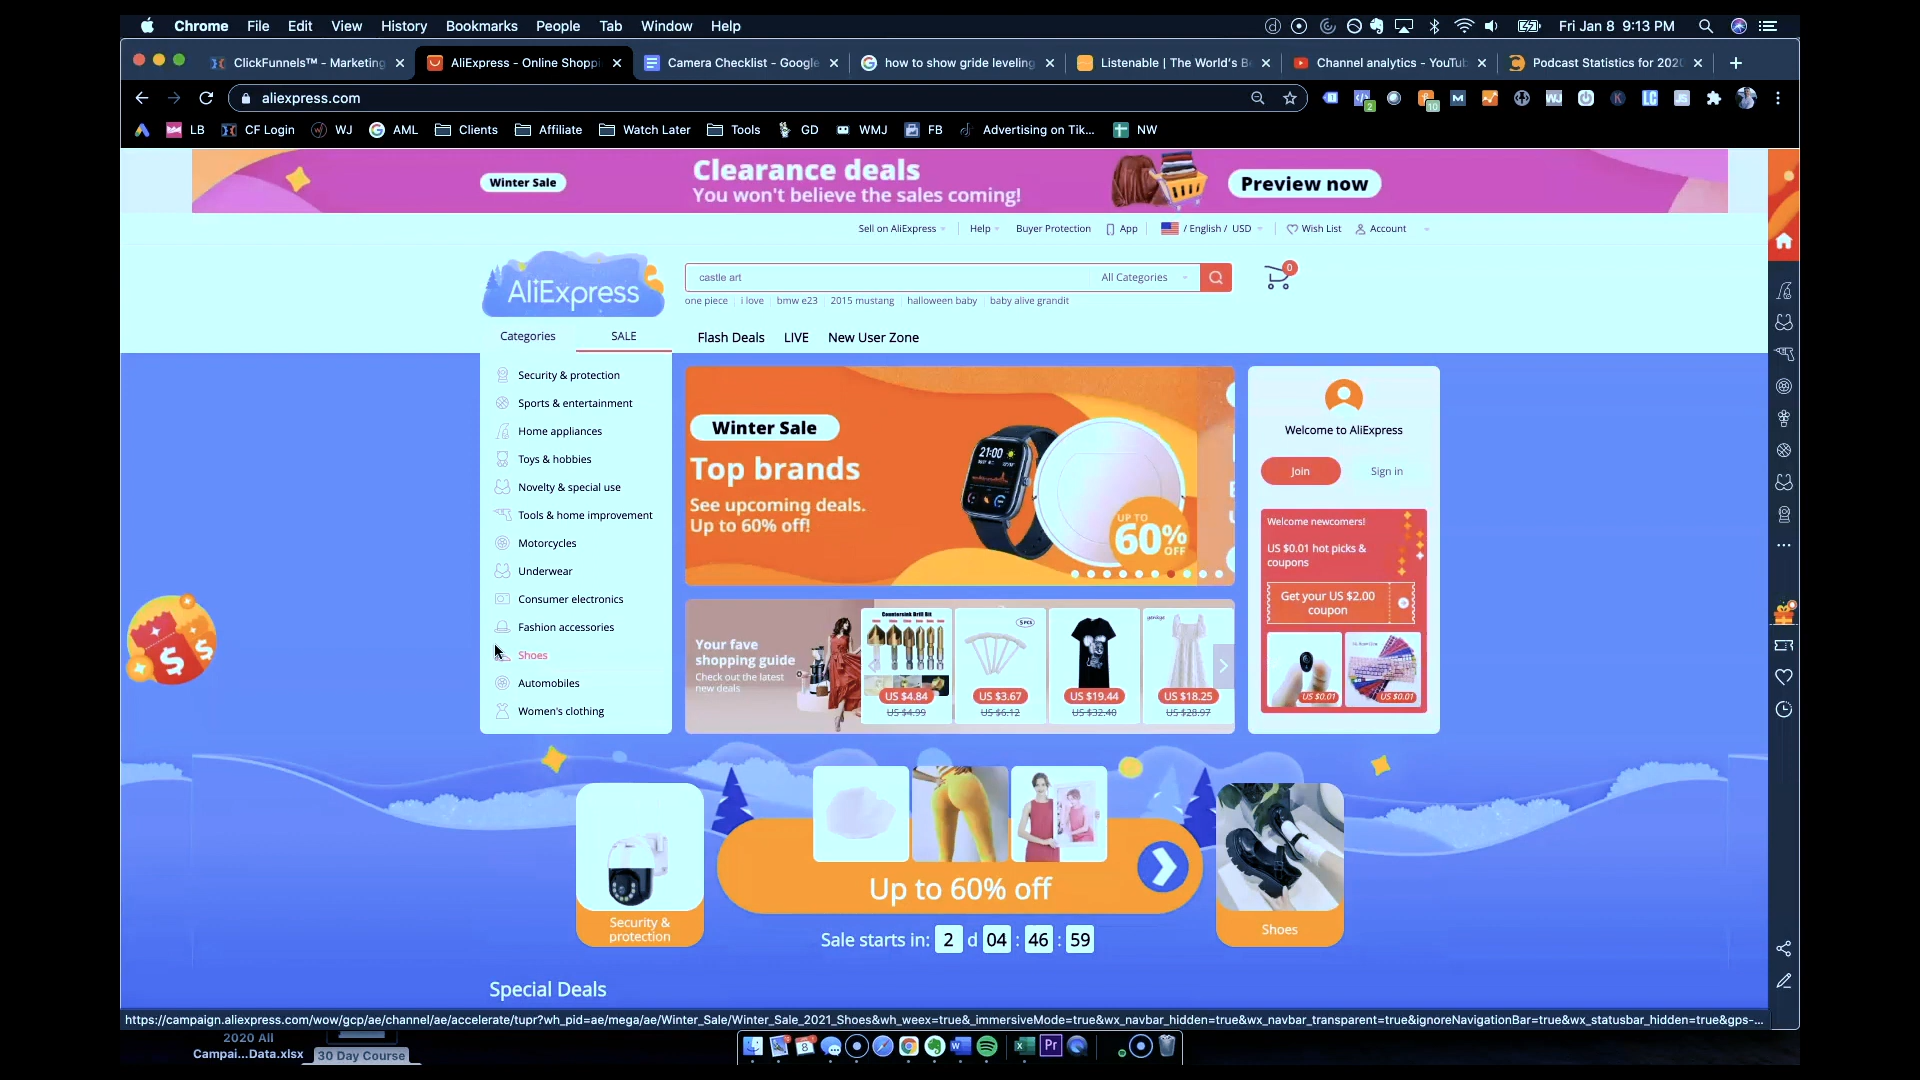 Chrome File Edit View History Bookmarks People Tab Window Help
Fri Jan 8 9:13 PM
ClickFunnels™ - Marketing
AliExpress - Online Shoppi
Camera Checklist - Google
how to show gride leveling
Listenable | The World's B
Channel analytics - YouTub
Podcast Statistics for 2020
aliexpress.com
LB CF Login WJ AML Clients Affiliate Watch Later Tools GD WMJ FB Advertising on Tik... NW
Winter Sale
Clearance deals
You won't believe the sales coming!
Preview now
Sell on AliExpress Help Buyer Protection App / English / USD Wish List Account
AliExpress
castle art All Categories
0
one piece i love bmw e23 2015 mustang halloween baby baby alive grandit
Categories SALE Flash Deals LIVE New User Zone
Security & protection
Sports & entertainment
Home appliances
Toys & hobbies
Novelty & special use
Tools & home improvement
Motorcycles
Underwear
Consumer electronics
Fashion accessories
Shoes
Automobiles
Women's clothing
Winter Sale
Top brands
See upcoming deals.
Up to 60% off!
21:00
UP TO
60%
OFF
Your fave
shopping guide
Check out the latest
new deals
Countersink Drill Bit
5PCS
US $4.84 US $3.67 US $19.44 US $18.25
US $4.99 US $6.12 US $32.40 US $28.97
Welcome to AliExpress
Join Sign in
Welcome newcomers!
US $0.01 hot picks &
coupons
Get your US $2.00
coupon
US $0.01 US $0.01
Security &
protection
Up to 60% off
Shoes
Sale starts in: 2 d 04 : 46 : 59
Special Deals
https://campaign.aliexpress.com/wow/gcp/ae/channel/ae/accelerate/tupr?wh_pid=ae/mega/ae/Winter_Sale/Winter_Sale_2021_Shoes&wh_weex=true&_immersiveMode=true&wx_navbar_hidden=true&wx_navbar_transparent=true&ignoreNavigationBar=true&wx_statusbar_hidden=true&gps-...
2020 All
Campai...Data.xlsx
30 Day Course